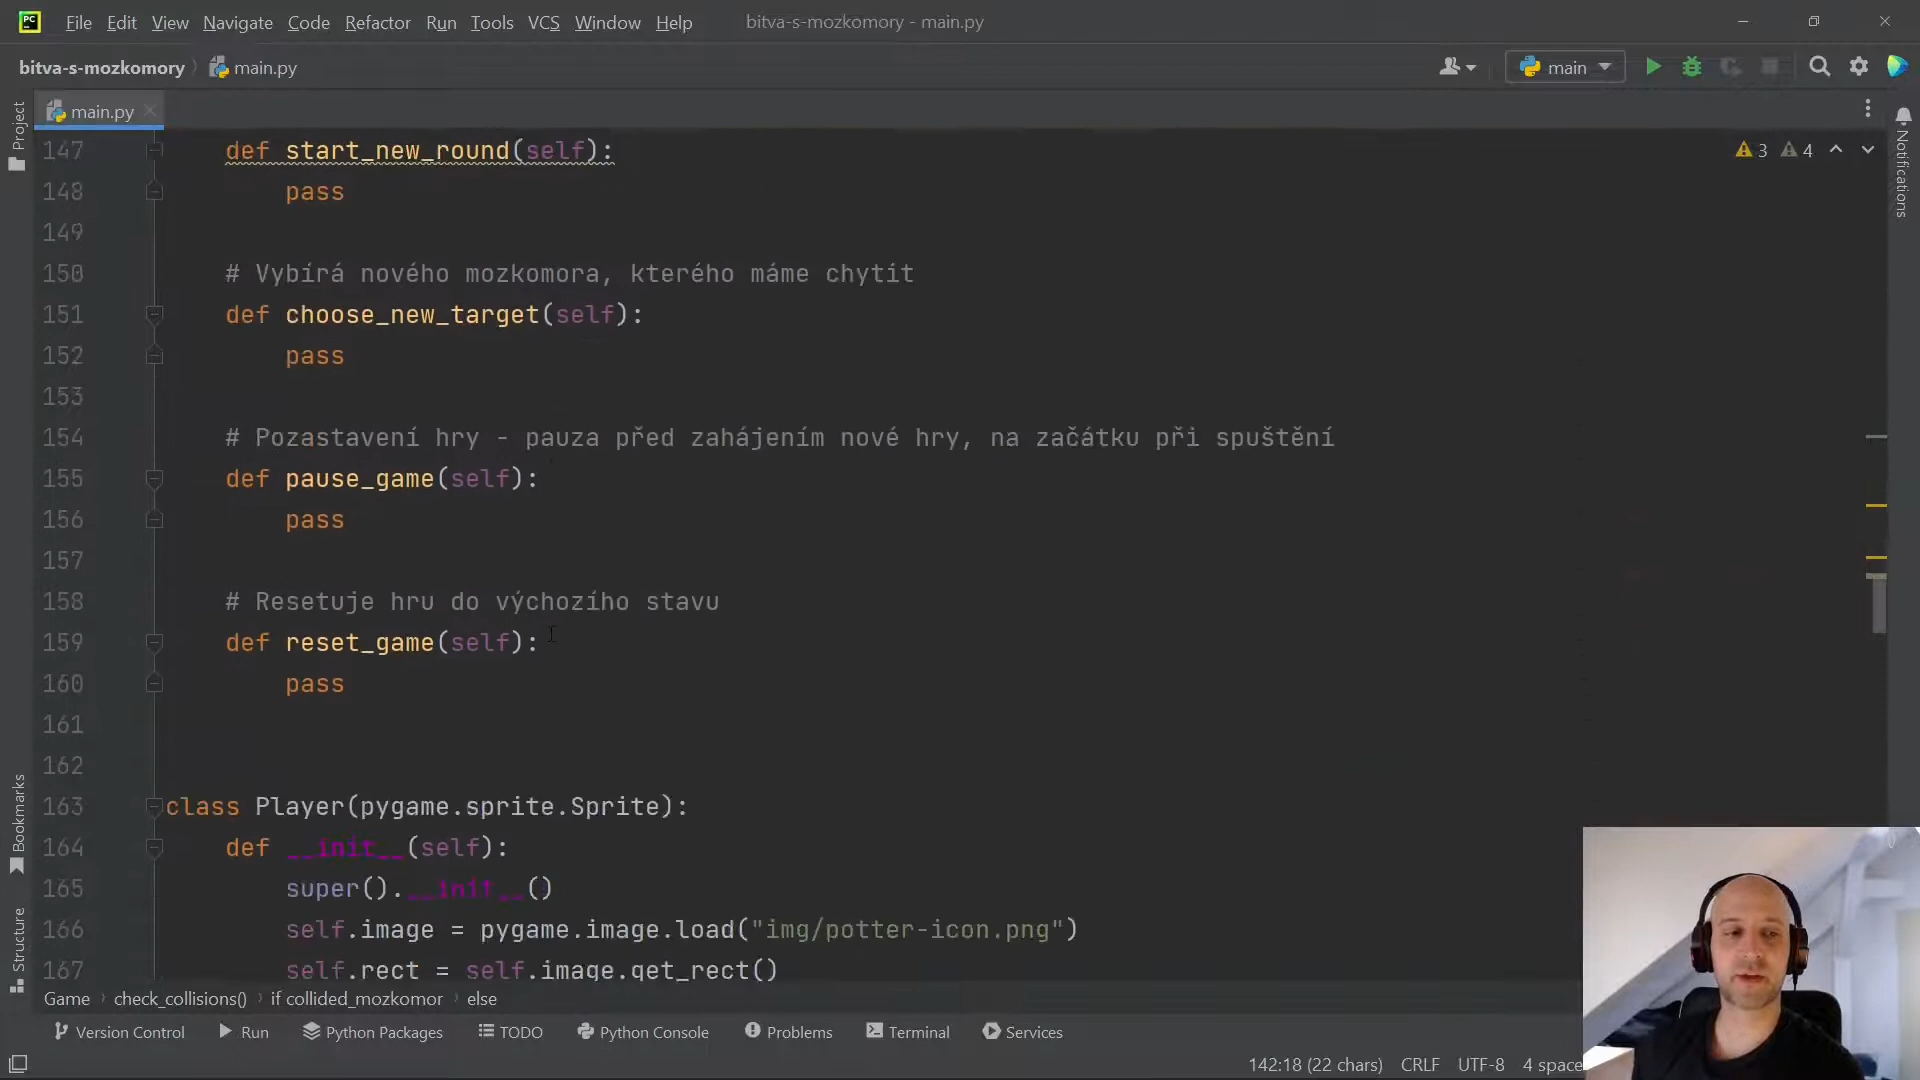 PC File Edit View Navigate Code Refactor Run Tools VCS Window Help bitva-s-mozkomory - main.py
bitva-s-mozkomory main.py main
Project
main.py
Notifications
3 4
147 def start_new_round(self):
148 pass
149
150 # Vybírá nového mozkomora, kterého máme chytit
151 def choose_new_target(self):
152 pass
153
154 # Pozastavení hry - pauza před zahájením nové hry, na začátku při spuštění
155 def pause_game(self):
156 pass
157
158 # Resetuje hru do výchozího stavu
159 def reset_game(self):
160 pass
161
162
163 class Player(pygame.sprite.Sprite):
164 def __init__(self):
165 super().__init__()
166 self.image = pygame.image.load("img/potter-icon.png")
167 self.rect = self.image.get_rect()
Bookmarks
Structure
Game check_collisions() if collided_mozkomor else
Version Control Run Python Packages TODO Python Console Problems Terminal Services
142:18 (22 chars) CRLF UTF-8 4 space